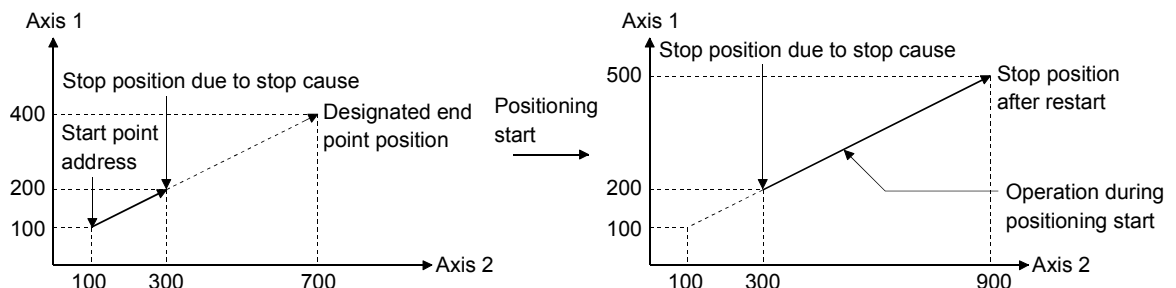 Axis 1
Stop position due to stop cause
400
Designated end
point position
Start point
address
200
100
100
300
700
Axis 2
Positioning
start
Axis 1
Stop position due to stop cause
500
Stop position
after restart
200
Operation during
positioning start
100
100
300
900
Axis 2